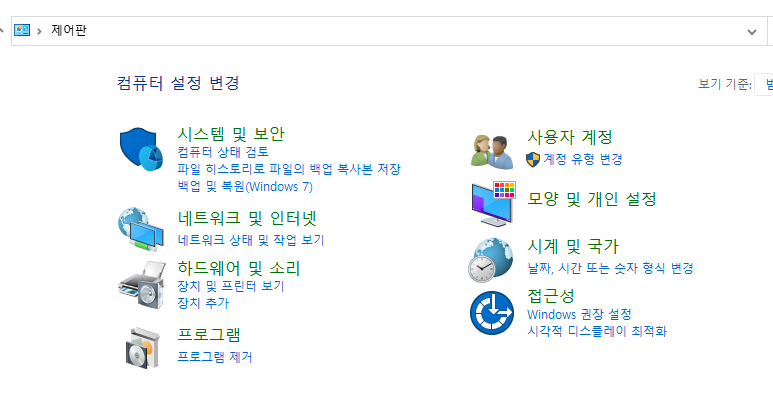 제어판
컴퓨터 설정 변경
보기 기준:
시스템 및 보안
컴퓨터 상태 검토
파일 히스토리로 파일의 백업 복사본 저장
백업 및 복원(Windows 7)
네트워크 및 인터넷
네트워크 상태 및 작업 보기
하드웨어 및 소리
장치 및 프린터 보기
장치 추가
프로그램
프로그램 제거
사용자 계정
계정 유형 변경
모양 및 개인 설정
시계 및 국가
날짜, 시간 또는 숫자 형식 변경
접근성
Windows 권장 설정
시각적 디스플레이 최적화